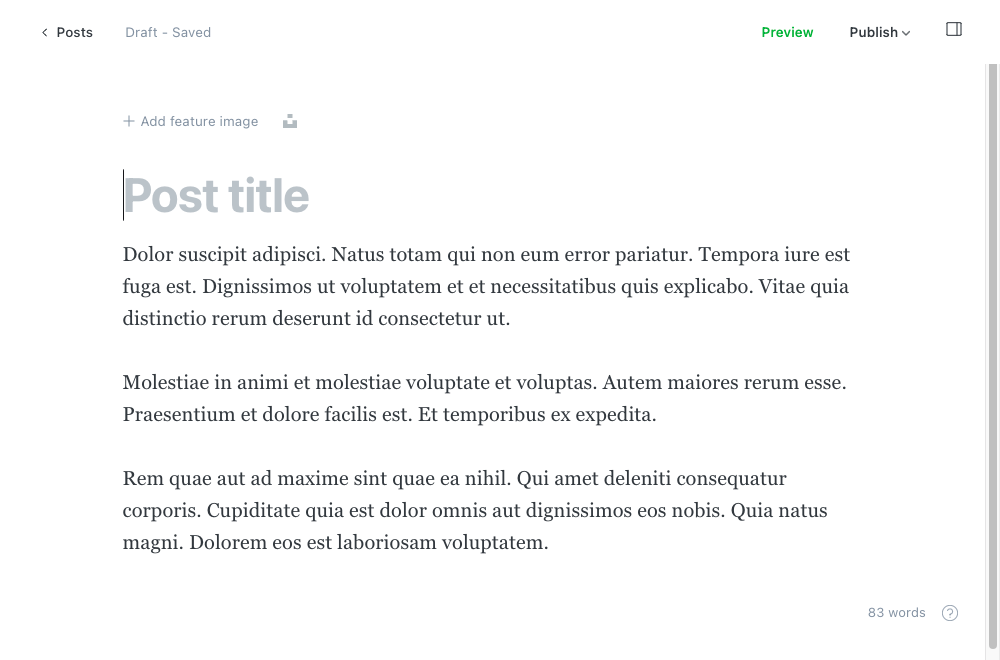 Posts Draft - Saved Preview Publish
Add feature image
Post title
Dolor suscipit adipisci. Natus totam qui non eum error pariatur. Tempora iure est
fuga est. Dignissimos ut voluptatem et et necessitatibus quis explicabo. Vitae quia
distinctio rerum deserunt id consectetur ut.
Molestiae in animi et molestiae voluptate et voluptas. Autem maiores rerum esse.
Praesentium et dolore facilis est. Et temporibus ex expedita.
Rem quae aut ad maxime sint quae ea nihil. Qui amet deleniti consequatur
corporis. Cupiditate quia est dolor omnis aut dignissimos eos nobis. Quia natus
magni. Dolorem eos est laboriosam voluptatem.
83 words ?